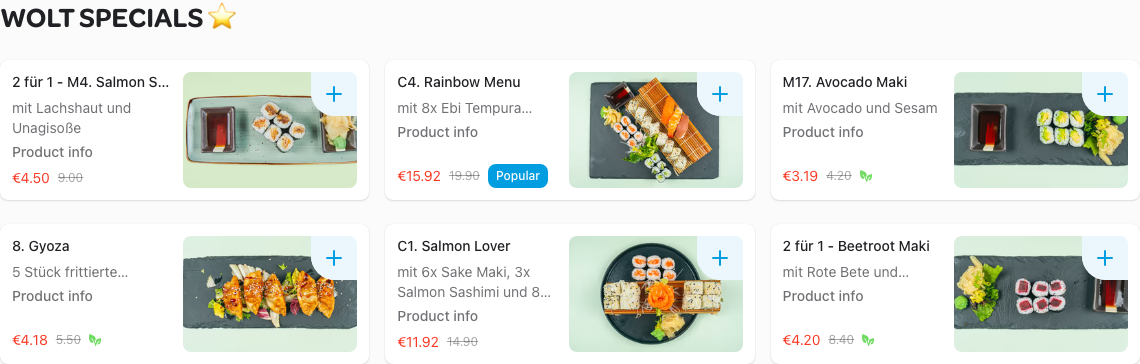 WOLT SPECIALS
2 für 1 - M4. Salmon S...
mit Lachshaut und
Unagisoße
Product info
€4.50 9.00
C4. Rainbow Menu
mit 8x Ebi Tempura...
Product info
€15.92 19.90 Popular
M17. Avocado Maki
mit Avocado und Sesam
Product info
€3.19 4.20
8. Gyoza
5 Stück frittierte...
Product info
€4.18 5.50
C1. Salmon Lover
mit 6x Sake Maki, 3x
Salmon Sashimi und 8...
Product info
€11.92 14.90
2 für 1 - Beetroot Maki
mit Rote Bete und...
Product info
€4.20 8.40